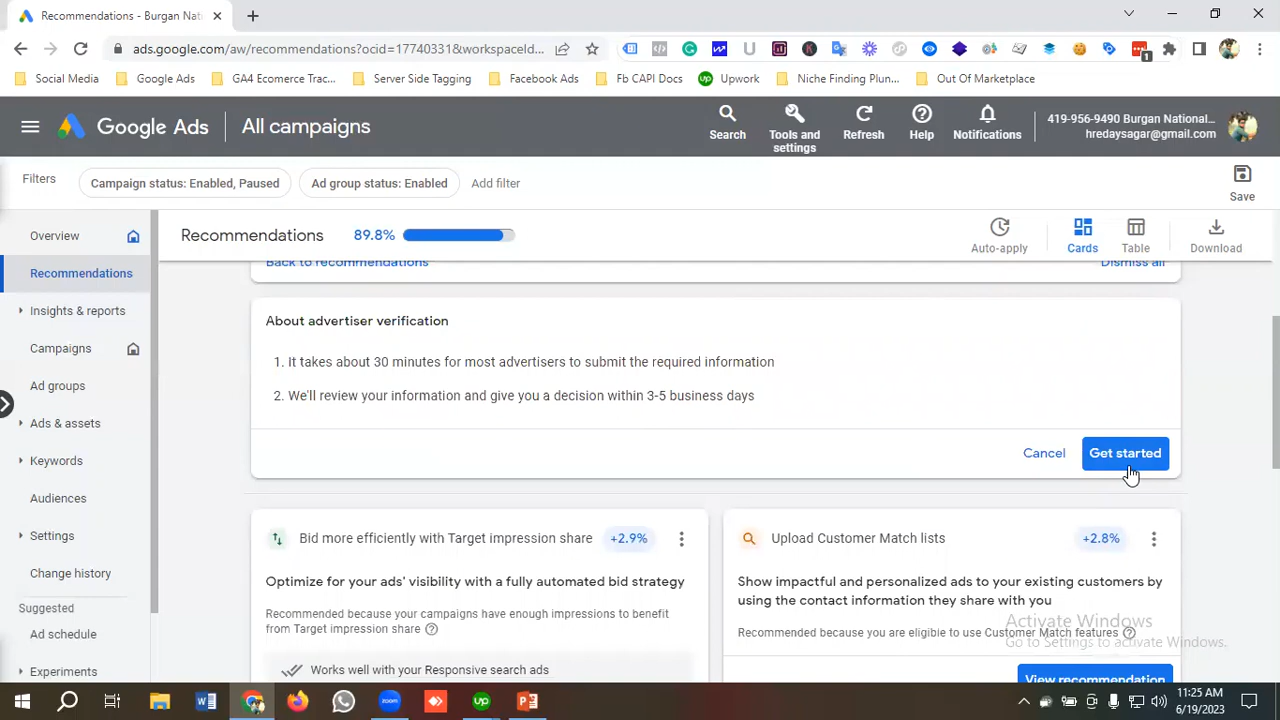 Recommendations - Burgan Nati
ads.google.com/aw/recommendations?ocid=17740331&workspaceId...
Social Media
Google Ads
GA4 Ecomerce Trac...
Server Side Tagging
Facebook Ads
Fb CAPI Docs
Upwork
Niche Finding Plun...
Out Of Marketplace
Google Ads
All campaigns
Search
Tools and settings
Refresh
Help
Notifications
419-956-9490 Burgan National...
hredaysagar@gmail.com
Filters
Campaign status: Enabled, Paused
Ad group status: Enabled
Add filter
Save
Overview
Recommendations
Insights & reports
Campaigns
Ad groups
Ads & assets
Keywords
Audiences
Settings
Change history
Suggested
Ad schedule
Experiments
Recommendations
89.8%
Auto-apply
Cards
Table
Download
Back to recommendations
Dismiss all
About advertiser verification
1. It takes about 30 minutes for most advertisers to submit the required information
2. We'll review your information and give you a decision within 3-5 business days
Cancel
Get started
Bid more efficiently with Target impression share
+2.9%
Optimize for your ads' visibility with a fully automated bid strategy
Recommended because your campaigns have enough impressions to benefit
from Target impression share
Works well with your Responsive search ads
Upload Customer Match lists
+2.8%
Show impactful and personalized ads to your existing customers by
using the contact information they share with you
Recommended because you are eligible to use Customer Match features
View recommendation
Activate Windows
Go to Settings to activate Windows.
11:25 AM
6/19/2023